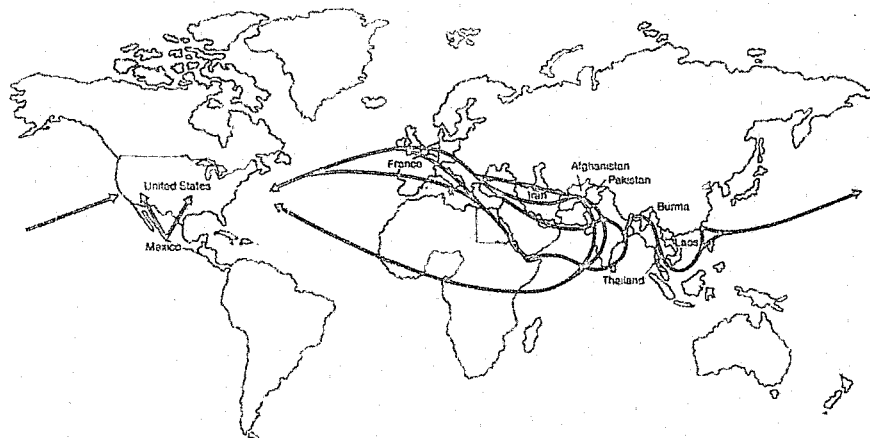 France
Afghanistan
Pakistan
Iran
United States
Burma
Mexico
Laos
Thailand